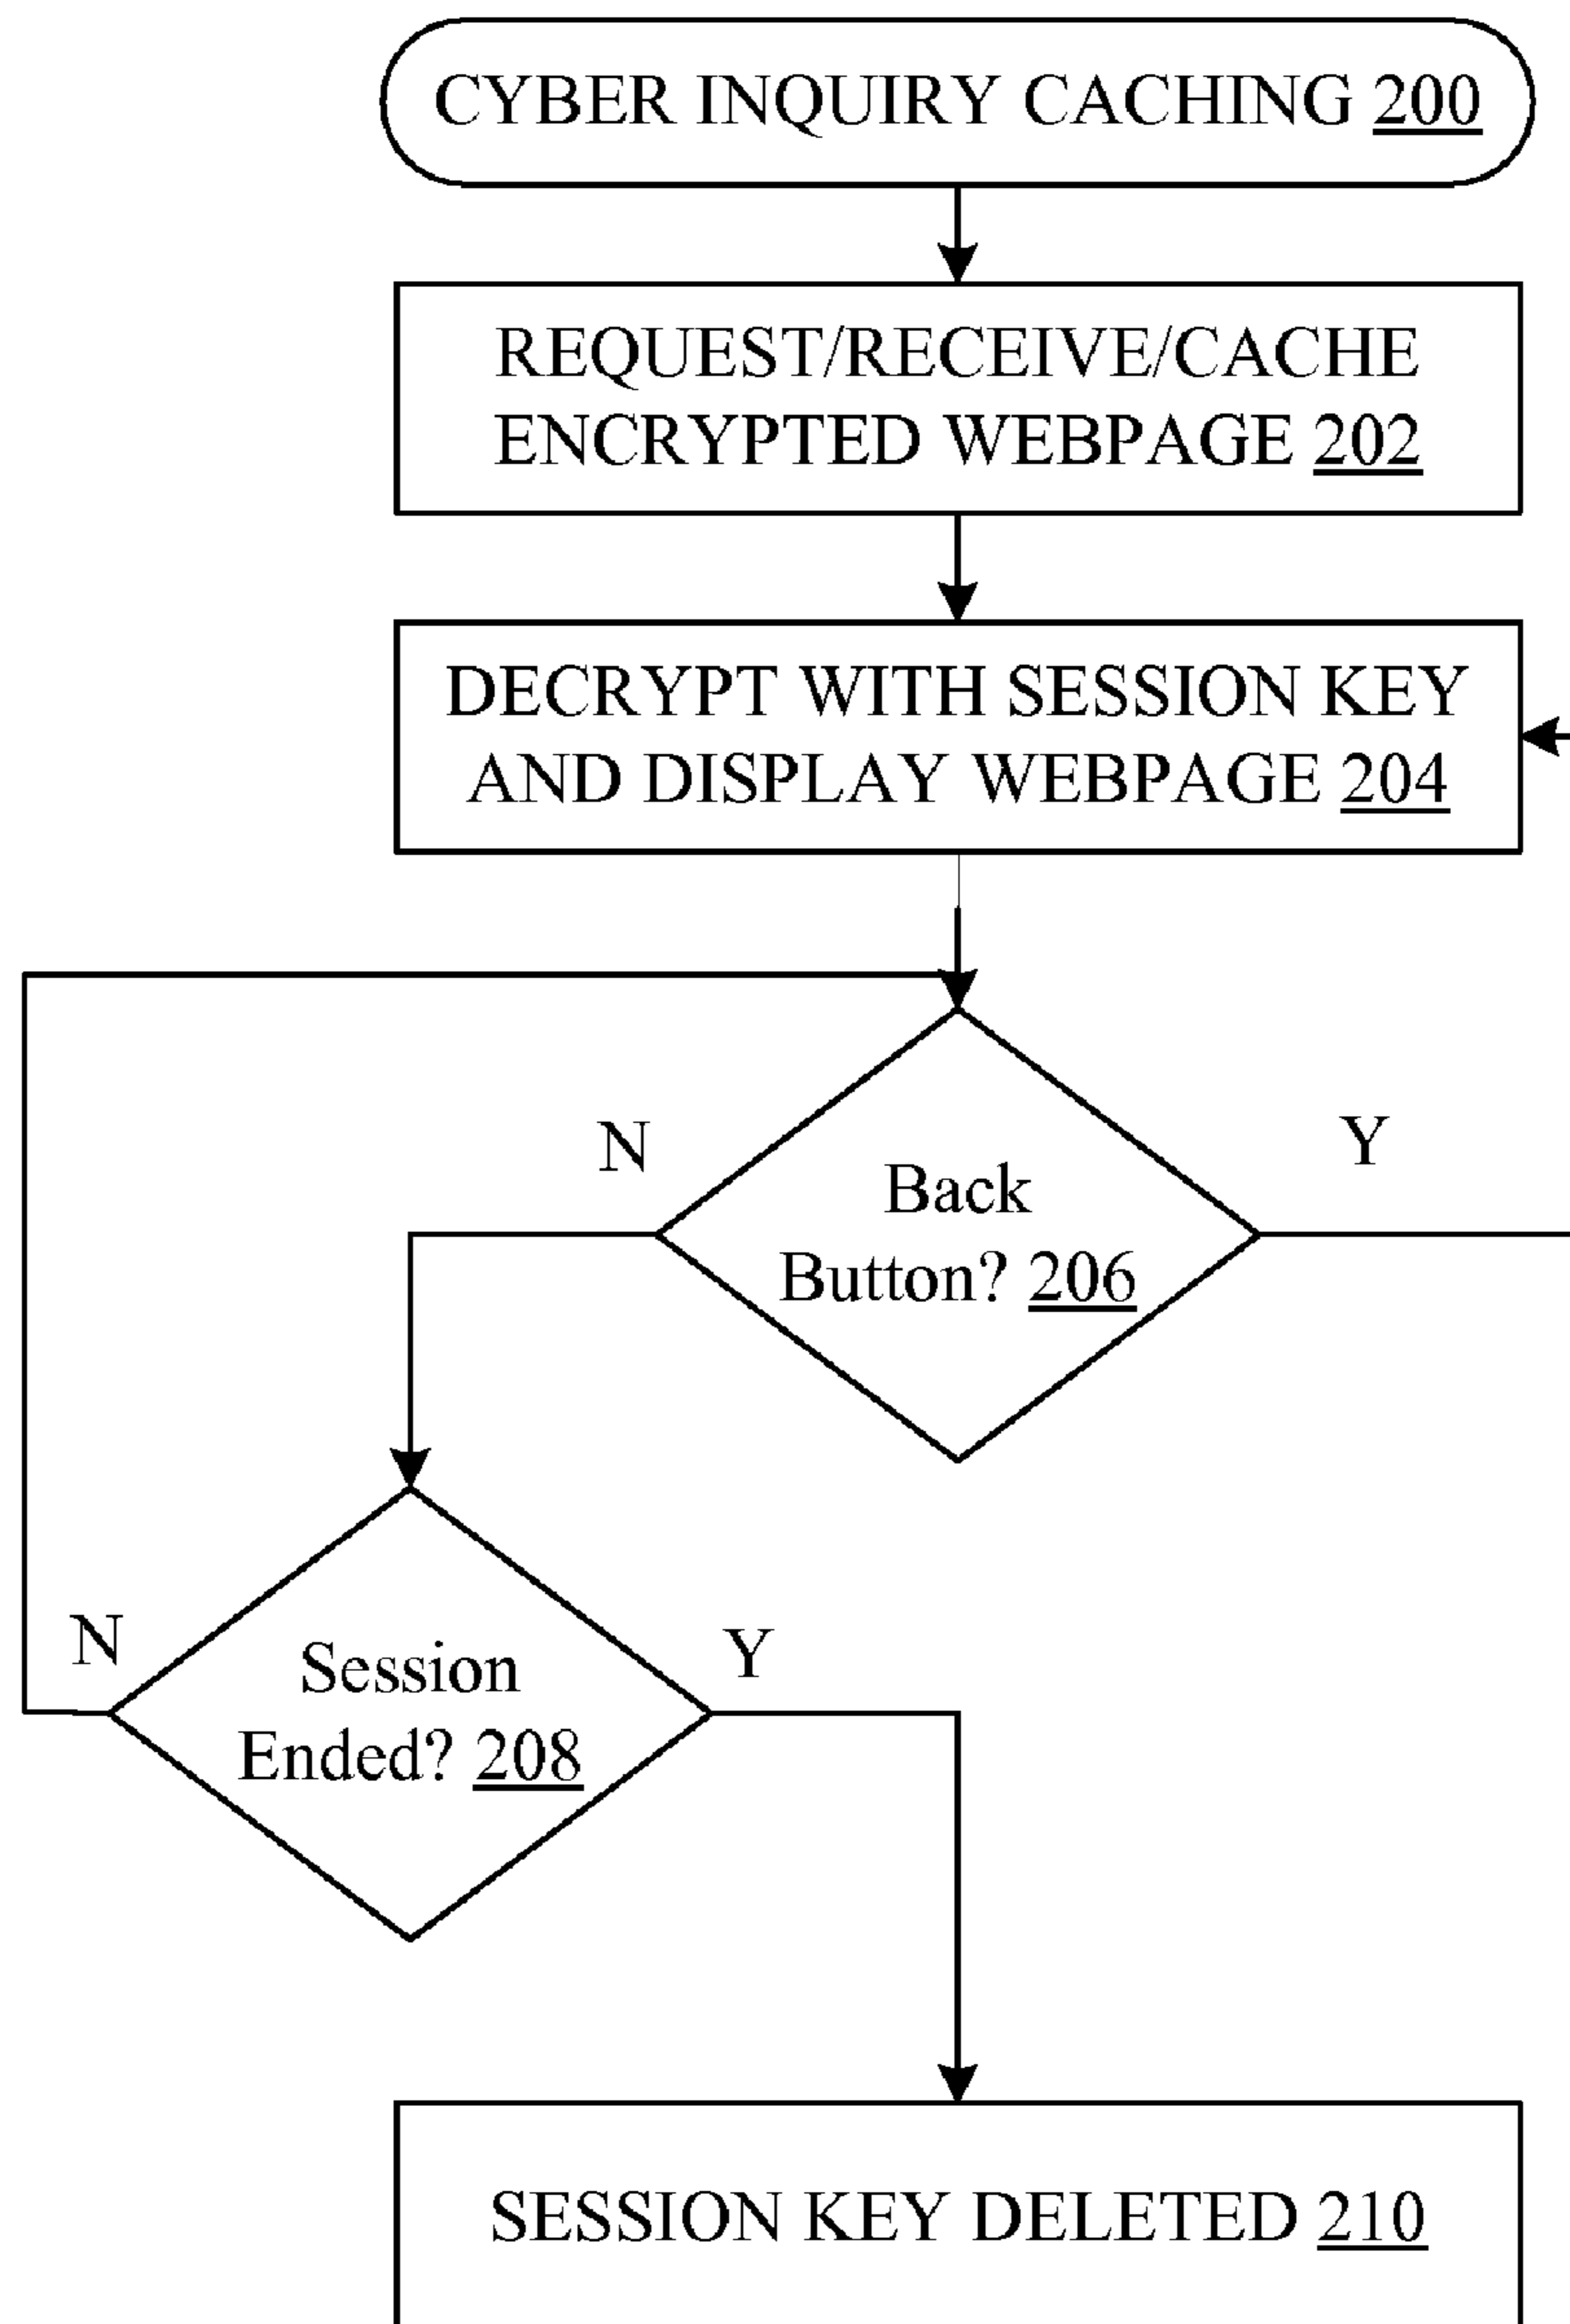 CYBER INQUIRY CACHING 200
REQUEST/RECEIVE/CACHE
ENCRYPTED WEBPAGE 202
DECRYPT WITH SESSION KEY
AND DISPLAY WEBPAGE 204
N
Y
Back
Button? 206
N
Y
Session
Ended? 208
SESSION KEY DELETED 210